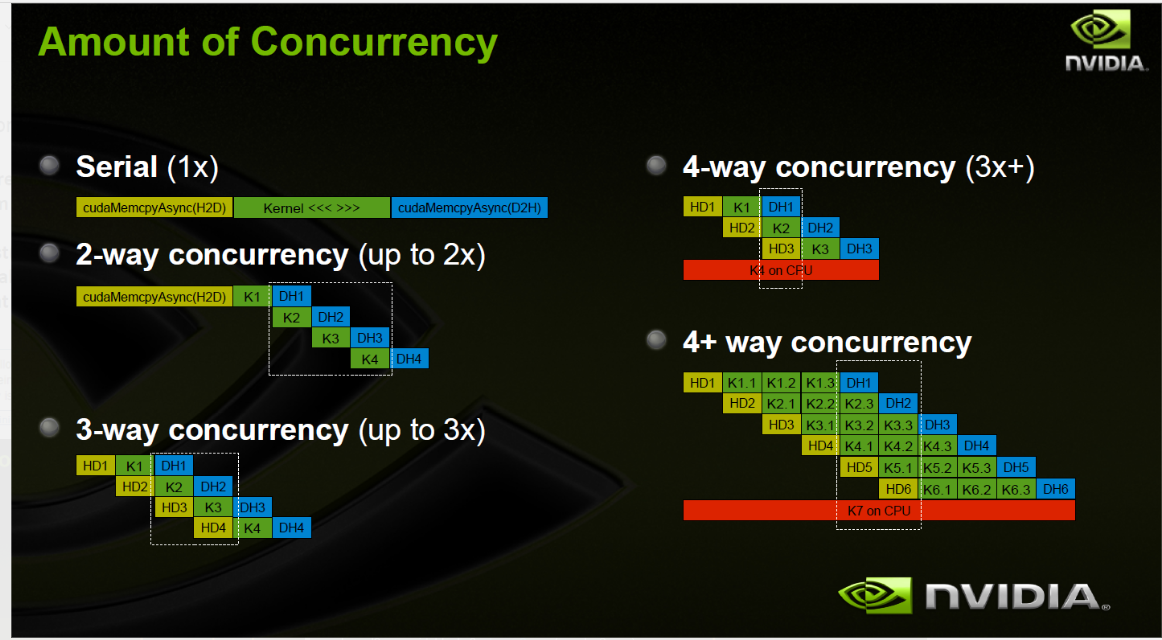 Amount of Concurrency
NVIDIA.
Serial (1x)
cudaMemcpyAsync(H2D) Kernel <<< >>> cudaMemcpyAsync(D2H)
2-way concurrency (up to 2x)
cudaMemcpyAsync(H2D) K1 DH1
K2 DH2
K3 DH3
K4 DH4
3-way concurrency (up to 3x)
HD1 K1 DH1
HD2 K2 DH2
HD3 K3 DH3
HD4 K4 DH4
4-way concurrency (3x+)
HD1 K1 DH1
HD2 K2 DH2
HD3 K3 DH3
K4 on CPU
4+ way concurrency
HD1 K1.1 K1.2 K1.3 DH1
HD2 K2.1 K2.2 K2.3 DH2
HD3 K3.1 K3.2 K3.3 DH3
HD4 K4.1 K4.2 K4.3 DH4
HD5 K5.1 K5.2 K5.3 DH5
HD6 K6.1 K6.2 K6.3 DH6
K7 on CPU
NVIDIA®